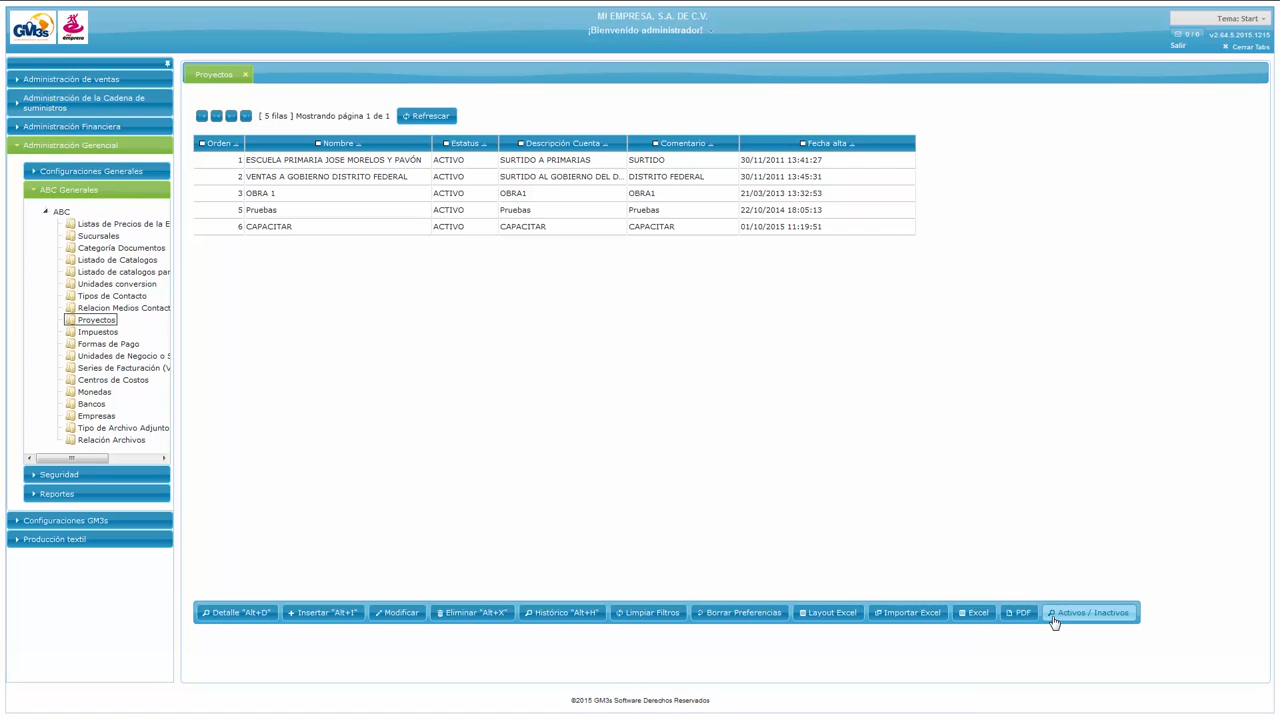 GM3s
mi empresa
MI EMPRESA, S.A. DE C.V.
¡Bienvenido administrador!
Tema: Start
0 / 0
v2.64.5.2015.1215
Salir
Cerrar Tabs
Administración de ventas
Administración de la Cadena de
suministros
Administración Financiera
Administración Gerencial
Configuraciones Generales
ABC Generales
ABC
Listas de Precios de la E
Sucursales
Categoría Documentos
Listado de Catalogos
Listado de catalogos par
Unidades conversion
Tipos de Contacto
Relacion Medios Contact
Proyectos
Impuestos
Formas de Pago
Unidades de Negocio o S
Series de Facturación (V
Centros de Costos
Monedas
Bancos
Empresas
Tipo de Archivo Adjunto
Relación Archivos
Seguridad
Reportes
Configuraciones GM3s
Producción textil
Proyectos
[ 5 filas ] Mostrando página 1 de 1 Refrescar
Orden Nombre Estatus Descripción Cuenta Comentario Fecha alta
1 ESCUELA PRIMARIA JOSE MORELOS Y PAVÓN ACTIVO SURTIDO A PRIMARIAS SURTIDO 30/11/2011 13:41:27
2 VENTAS A GOBIERNO DISTRITO FEDERAL ACTIVO SURTIDO AL GOBIERNO DEL D... DISTRITO FEDERAL 30/11/2011 13:45:31
3 OBRA 1 ACTIVO OBRA1 OBRA1 21/03/2013 13:32:53
5 Pruebas ACTIVO Pruebas Pruebas 22/10/2014 18:05:13
6 CAPACITAR ACTIVO CAPACITAR CAPACITAR 01/10/2015 11:19:51
Detalle "Alt+D" Insertar "Alt+I" Modificar Eliminar "Alt+X" Histórico "Alt+H" Limpiar Filtros Borrar Preferencias Layout Excel Importar Excel Excel PDF Activos / Inactivos
©2015 GM3s Software Derechos Reservados